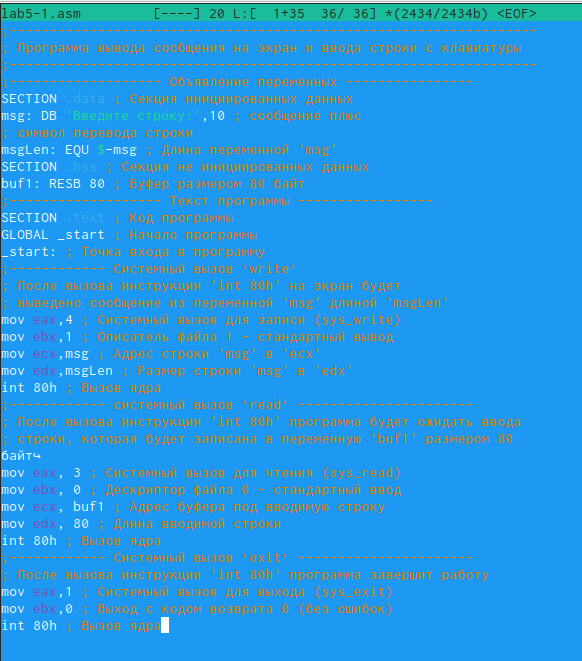 lab5-1.asm [----] 20 L:[ 1+35 36/ 36] *(2434/2434b) <EOF>
;------------------------------------------------------------------
; Программа вывода сообщения на экран и ввода строки с клавиатуры
;------------------------------------------------------------------
;------------------- Объявление переменных -----------------
SECTION .data ; Секция инициированных данных
msg: DB 'Введите строку:',10 ; сообщение плюс
; символ перевода строки
msgLen: EQU $-msg ; Длина переменной 'msg'
SECTION .bss ; Секция не инициированных данных
buf1: RESB 80 ; Буфер размером 80 байт
;------------------- Текст программы -----------------
SECTION .text ; Код программы
GLOBAL _start ; Начало программы
_start: ; Точка входа в программу
;------------ Системный вызов `write`
; После вызова инструкции 'int 80h' на экран будет
; выведено сообщение из переменной 'msg' длиной 'msgLen'
mov eax,4 ; Системный вызов для записи (sys_write)
mov ebx,1 ; Описатель файла 1 - стандартный вывод
mov ecx,msg ; Адрес строки 'msg' в 'ecx'
mov edx,msgLen ; Размер строки 'msg' в 'edx'
int 80h ; Вызов ядра
;------------ системный вызов `read` ----------------------
; После вызова инструкции 'int 80h' программа будет ожидать ввода
; строки, которая будет записана в переменную 'buf1' размером 80
байт↪
mov eax, 3 ; Системный вызов для чтения (sys_read)
mov ebx, 0 ; Дескриптор файла 0 - стандартный ввод
mov ecx, buf1 ; Адрес буфера под вводимую строку
mov edx, 80 ; Длина вводимой строки
int 80h ; Вызов ядра
;------------ Системный вызов `exit` ----------------------
; После вызова инструкции 'int 80h' программа завершит работу
mov eax,1 ; Системный вызов для выхода (sys_exit)
mov ebx,0 ; Выход с кодом возврата 0 (без ошибок)
int 80h ; Вызов ядра